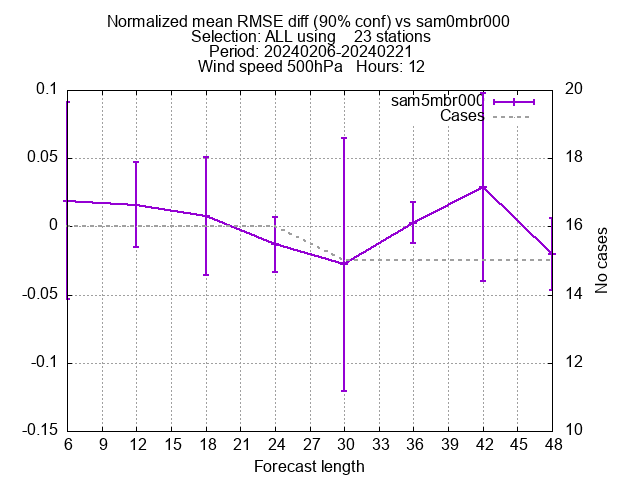 Normalized mean RMSE diff (90% conf) vs sam0mbr000
Selection: ALL using    23 stations
Period: 20240206-20240221
Wind speed 500hPa   Hours: 12
sam5mbr000
Cases
0.1
0.05
0
-0.05
-0.1
-0.15
20
18
16
14
12
10
No cases
6 9 12 15 18 21 24 27 30 33 36 39 42 45 48
Forecast length